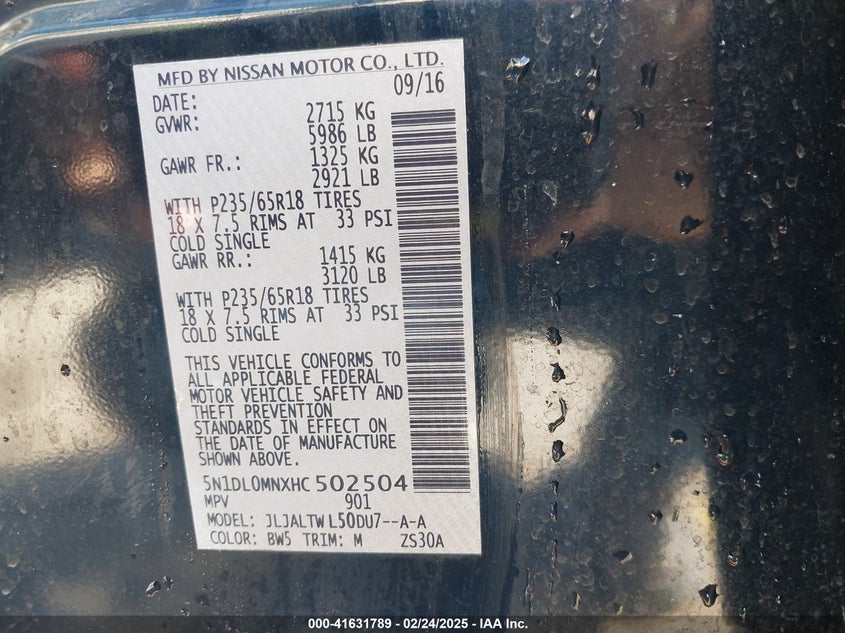 MFD BY NISSAN MOTOR CO., LTD.
DATE: 09/16
GVWR: 2715 KG
5986 LB
GAWR FR.: 1325 KG
2921 LB
WITH P235/65R18 TIRES
18 X 7.5 RIMS AT 33 PSI
COLD SINGLE
GAWR RR.: 1415 KG
3120 LB
WITH P235/65R18 TIRES
18 X 7.5 RIMS AT 33 PSI
COLD SINGLE
THIS VEHICLE CONFORMS TO
ALL APPLICABLE FEDERAL
MOTOR VEHICLE SAFETY AND
THEFT PREVENTION
STANDARDS IN EFFECT ON
THE DATE OF MANUFACTURE
SHOWN ABOVE.
5N1DL0MNXHC502504
MPV 901
MODEL: JLJALTW L50DU7--A-A
COLOR: BW5 TRIM: M ZS30A
000-41631789 - 02/24/2025 - IAA Inc.